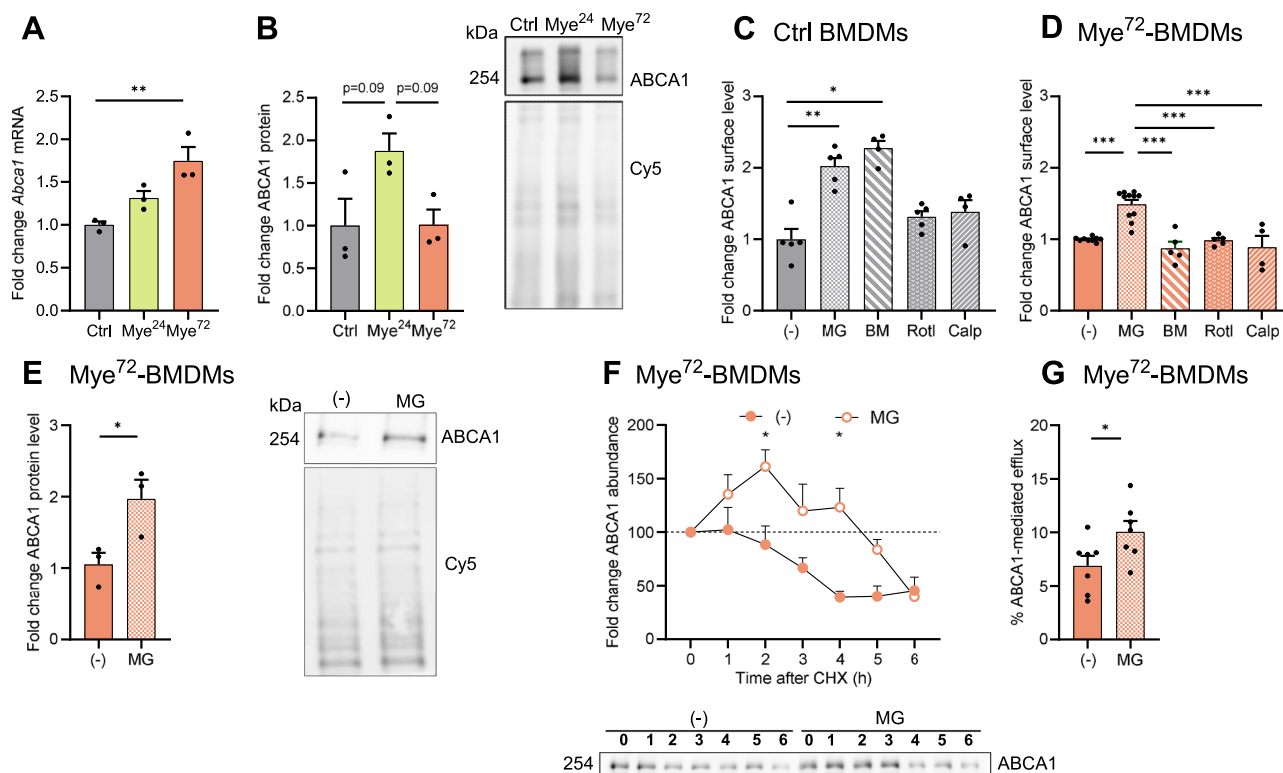 A
Fold change Abca1 mRNA
2.5
2.0
1.5
1.0
0.5
0.0
**
Ctrl Mye24 Mye72
B
Fold change ABCA1 protein
2.5
2.0
1.5
1.0
0.5
0.0
p=0.09 p=0.09
Ctrl Mye24 Mye72
kDa Ctrl Mye24 Mye72
254 ABCA1
Cy5
C Ctrl BMDMs
Fold change ABCA1 surface level
3
2
1
0
*
**
(-) MG BM Rotl Calp
D Mye72-BMDMs
Fold change ABCA1 surface level
3
2
1
0
***
***
*** ***
(-) MG BM Rotl Calp
E Mye72-BMDMs
Fold change ABCA1 protein level
3
2
1
0
*
(-) MG
kDa (-) MG
254 ABCA1
Cy5
F Mye72-BMDMs
(-) MG
Fold change ABCA1 abundance
200
150
100
50
0
* *
0 1 2 3 4 5 6
Time after CHX (h)
(-) MG
0 1 2 3 4 5 6 0 1 2 3 4 5 6
254 ABCA1
G Mye72-BMDMs
% ABCA1-mediated efflux
20
15
10
5
0
*
(-) MG